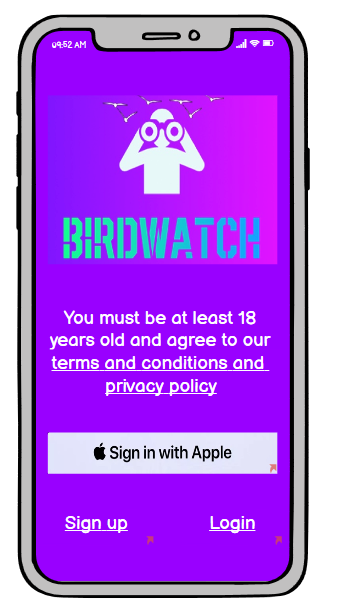 09:52 AM
BIRDWATCH
You must be at least 18
years old and agree to our
terms and conditions and
privacy policy
Sign in with Apple
Sign up
Login